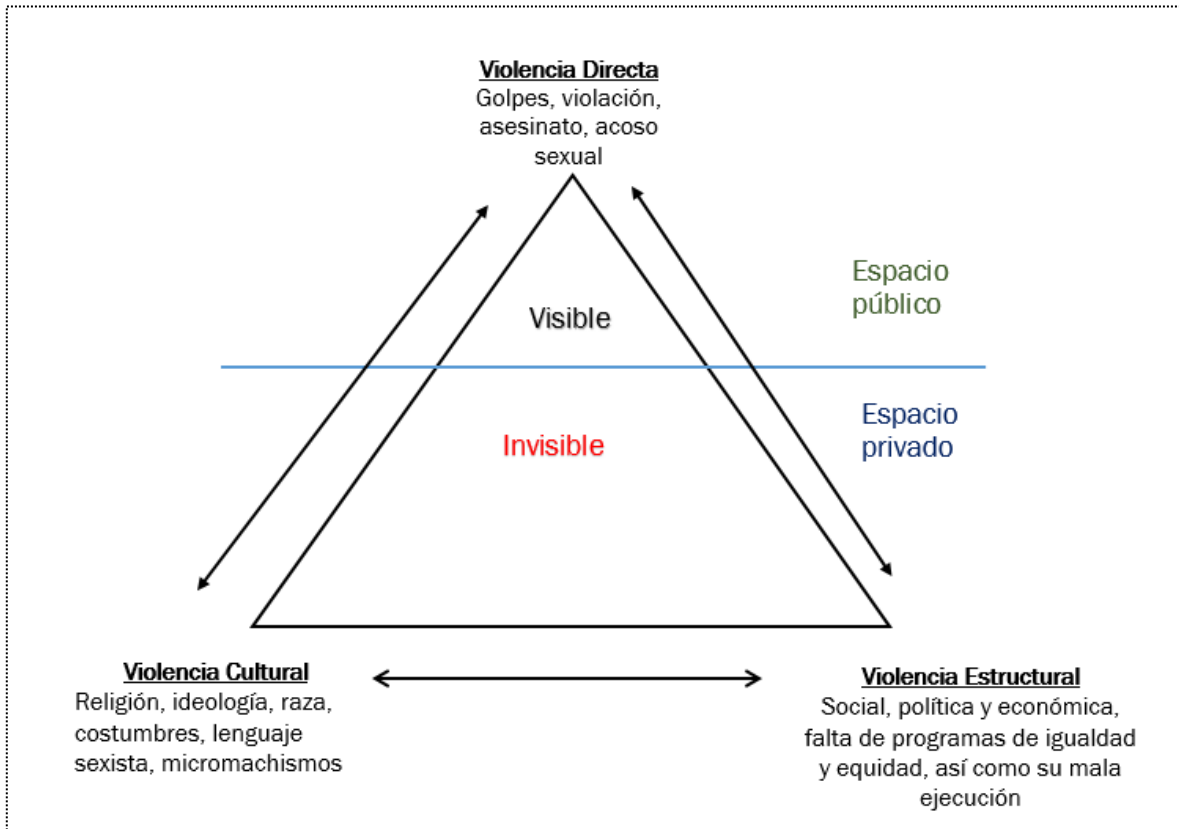 Violencia Directa
Golpes, violación,
asesinato, acoso
sexual
Espacio
público
Visible
Espacio
privado
Invisible
Violencia Cultural
Religión, ideología, raza,
costumbres, lenguaje
sexista, micromachismos
Violencia Estructural
Social, política y económica,
falta de programas de igualdad
y equidad, así como su mala
ejecución